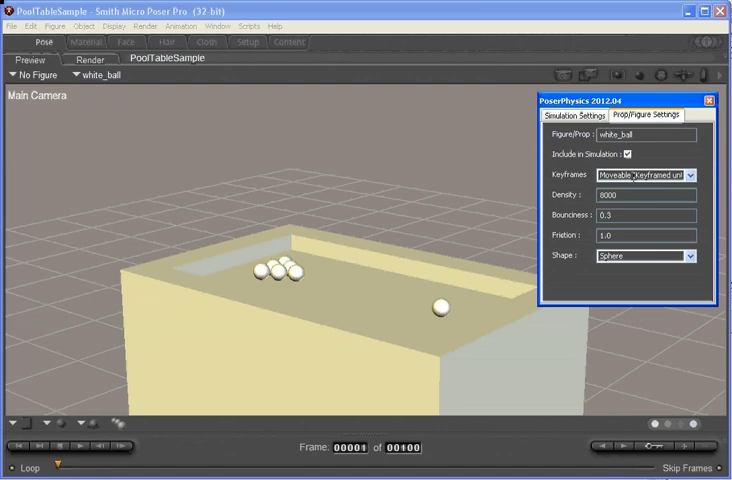 PoolTableSample - Smith Micro Poser Pro (32-bit)
File Edit Figure Object Display Render Animation Window Scripts Help
Pose Material Face Hair Cloth Setup Content
Preview Render PoolTableSample
No Figure white_ball
Main Camera
PoserPhysics 2012.04
Simulation Settings Prop/Figure Settings
Figure/Prop : white_ball
Include in Simulation :
Keyframes Moveable (Keyframed unt
Density : 8000
Bounciness : 0.3
Friction : 1.0
Shape : Sphere
Frame: 00001 of 00100
Loop Skip Frames